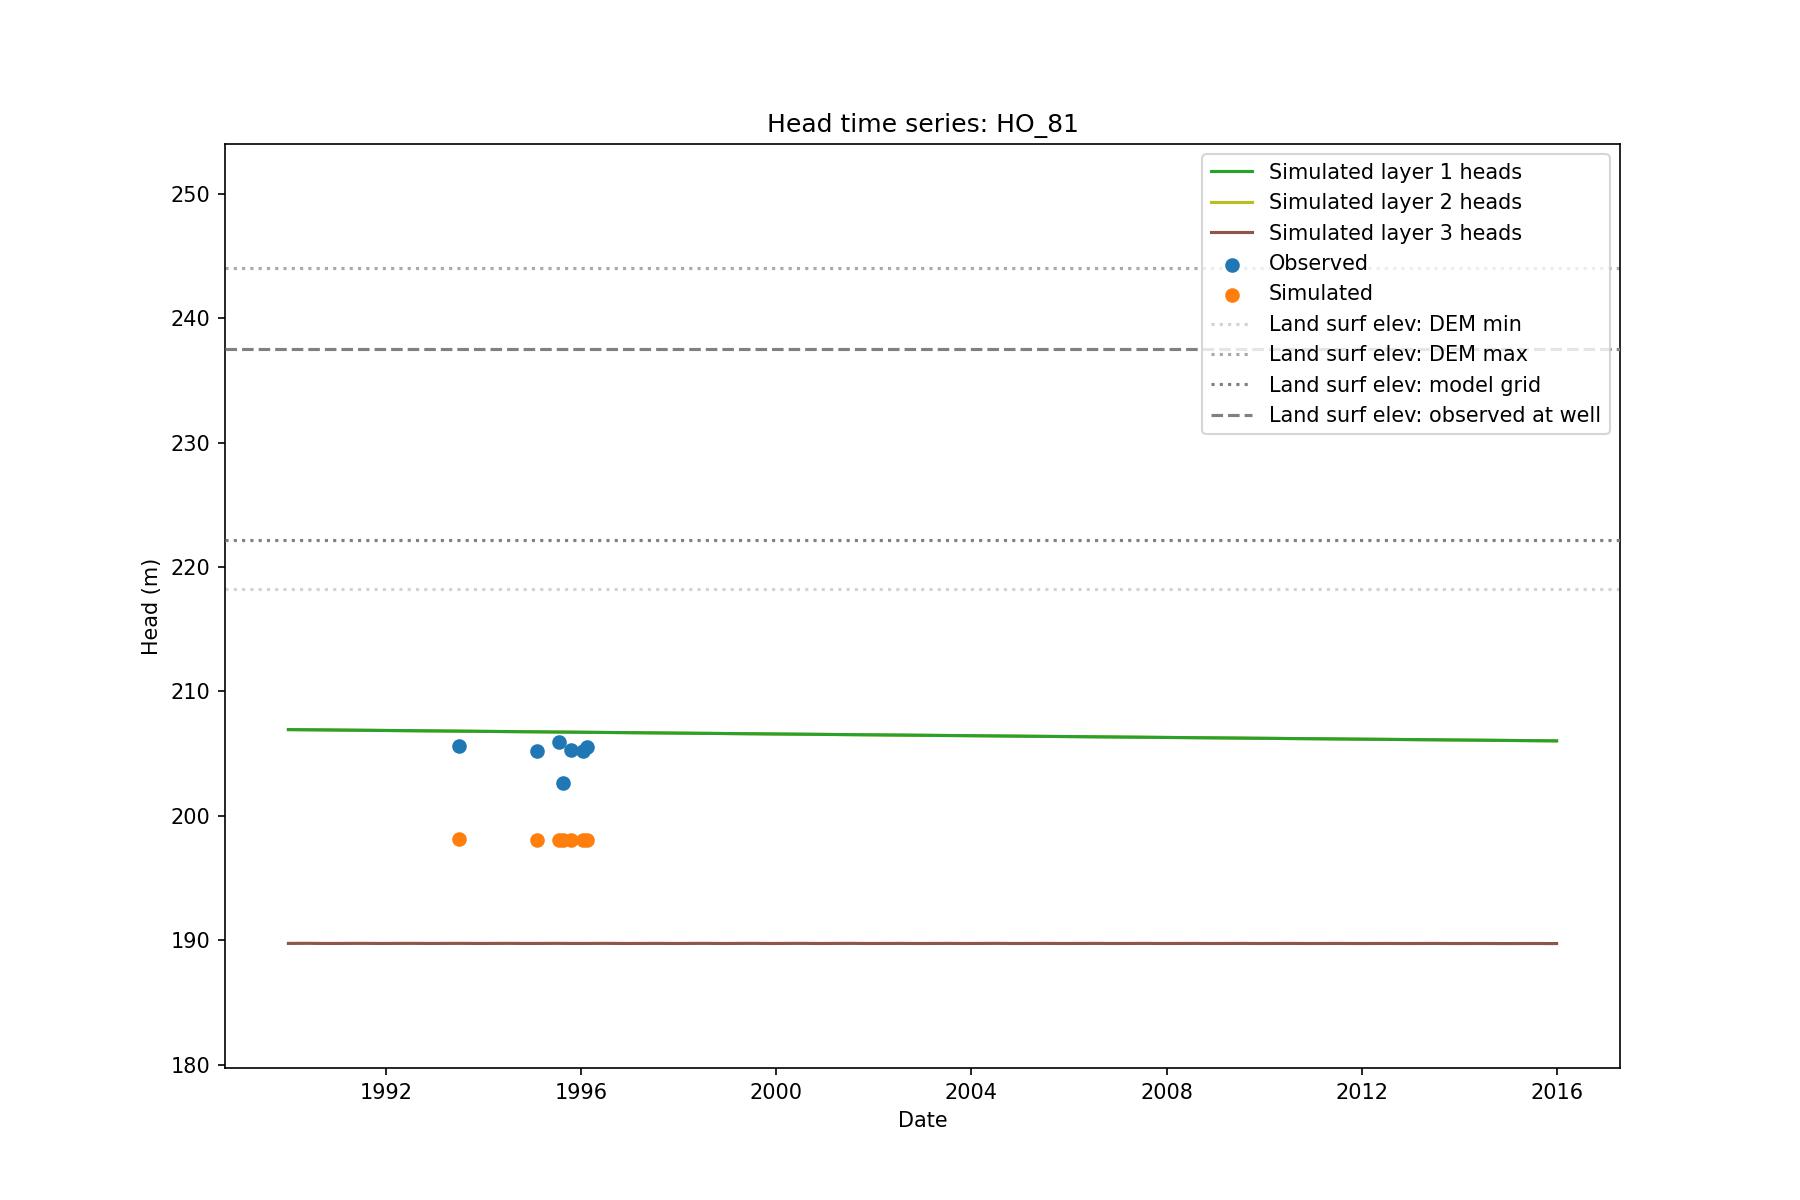 Head time series: HO_81
250
240
230
220
210
200
190
180
Head (m)
Simulated layer 1 heads
Simulated layer 2 heads
Simulated layer 3 heads
Observed
Simulated
Land surf elev: DEM min
Land surf elev: DEM max
Land surf elev: model grid
Land surf elev: observed at well
1992
1996
2000
2004
2008
2012
2016
Date